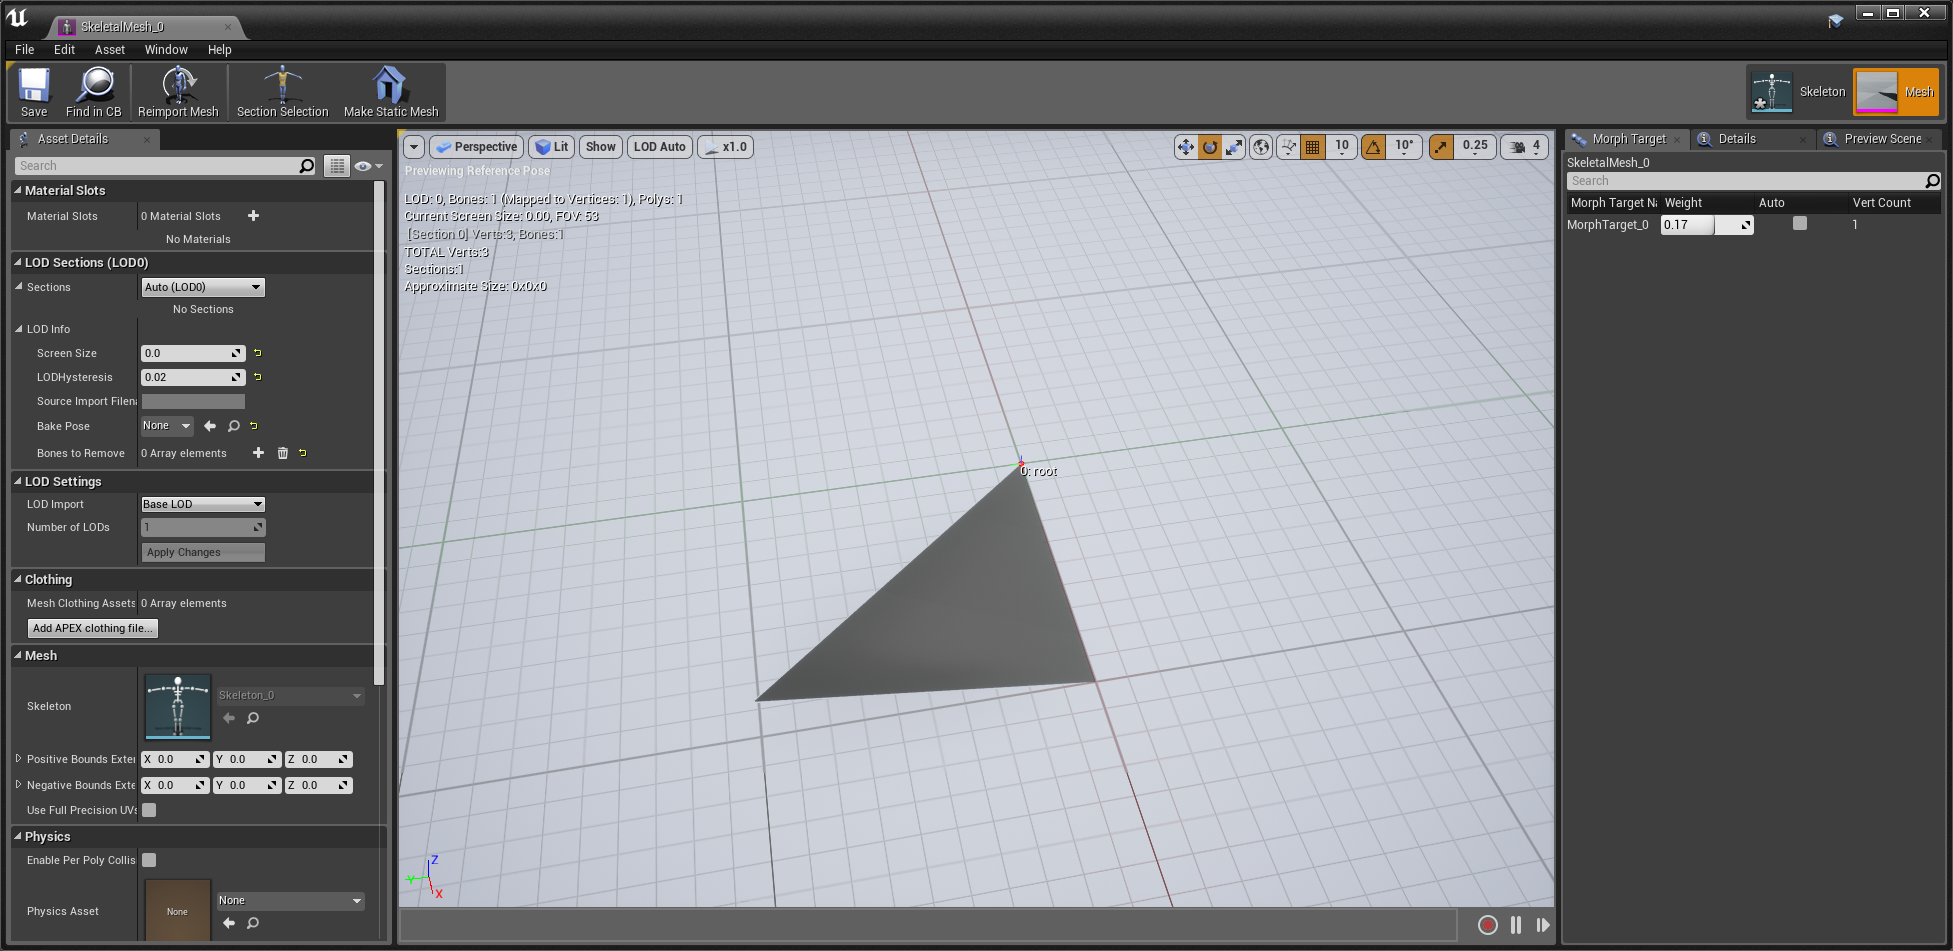 SkeletalMesh_0
File Edit Asset Window Help
Save Find in CB Reimport Mesh Section Selection Make Static Mesh
Skeleton Mesh
Asset Details
Search
Material Slots
Material Slots 0 Material Slots
No Materials
LOD Sections (LOD0)
Sections Auto (LOD0)
No Sections
LOD Info
Screen Size 0.0
LODHysteresis 0.02
Source Import Filen
Bake Pose None
Bones to Remove 0 Array elements
LOD Settings
LOD Import Base LOD
Number of LODs 1
Apply Changes
Clothing
Mesh Clothing Assets 0 Array elements
Add APEX clothing file...
Mesh
Skeleton Skeleton_0
Positive Bounds Exter X 0.0 Y 0.0 Z 0.0
Negative Bounds Exte X 0.0 Y 0.0 Z 0.0
Use Full Precision UVs
Physics
Enable Per Poly Collis
Physics Asset None None
Perspective Lit Show LOD Auto x1.0
10 10° 0.25 4
Previewing Reference Pose
LOD: 0, Bones: 1 (Mapped to Vertices: 1), Polys: 1
Current Screen Size: 0.00, FOV: 53
[Section 0] Verts:3, Bones:1
TOTAL Verts:3
Sections:1
Approximate Size: 0x0x0
0: root
Z
Y
X
Morph Target Details Preview Scene
SkeletalMesh_0
Search
Morph Target Na Weight Auto Vert Count
MorphTarget_0 0.17 1